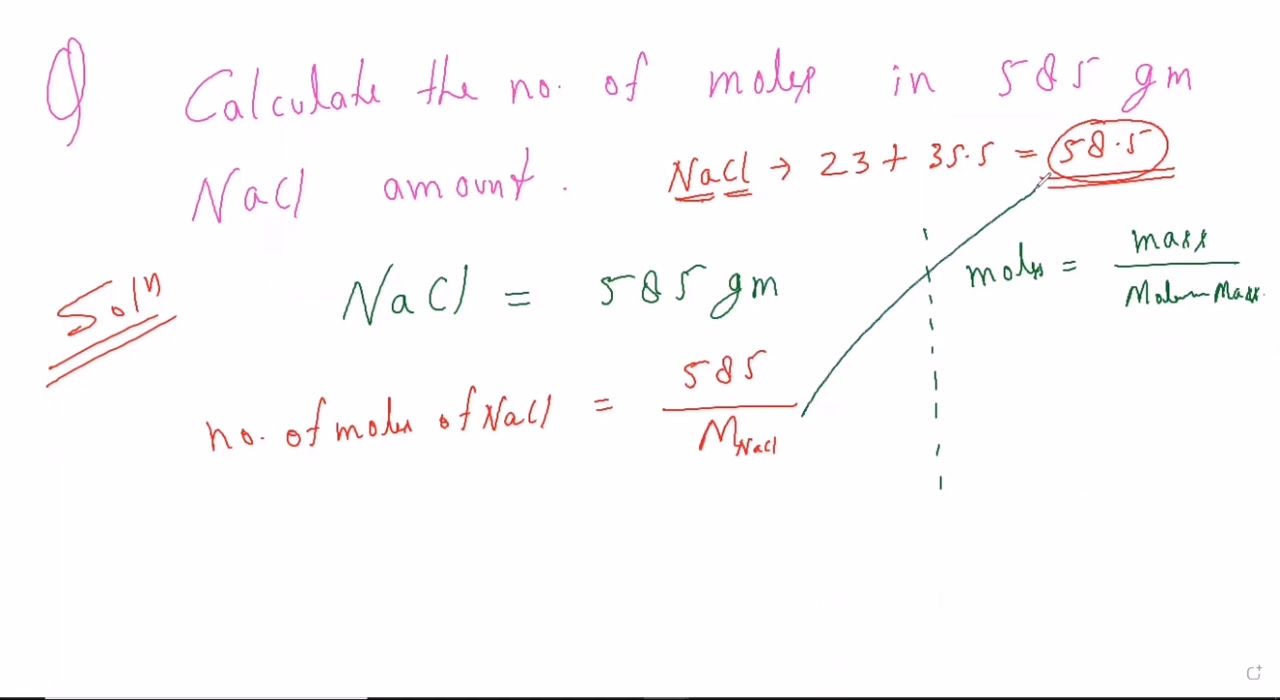 Q Calculate the no. of moles in 585 gm
NaCl amount.
NaCl → 23 + 35.5 = 58.5
Soln
NaCl = 585 gm
moles = mass / Molar Mass
no. of moles of NaCl = 585 / M NaCl